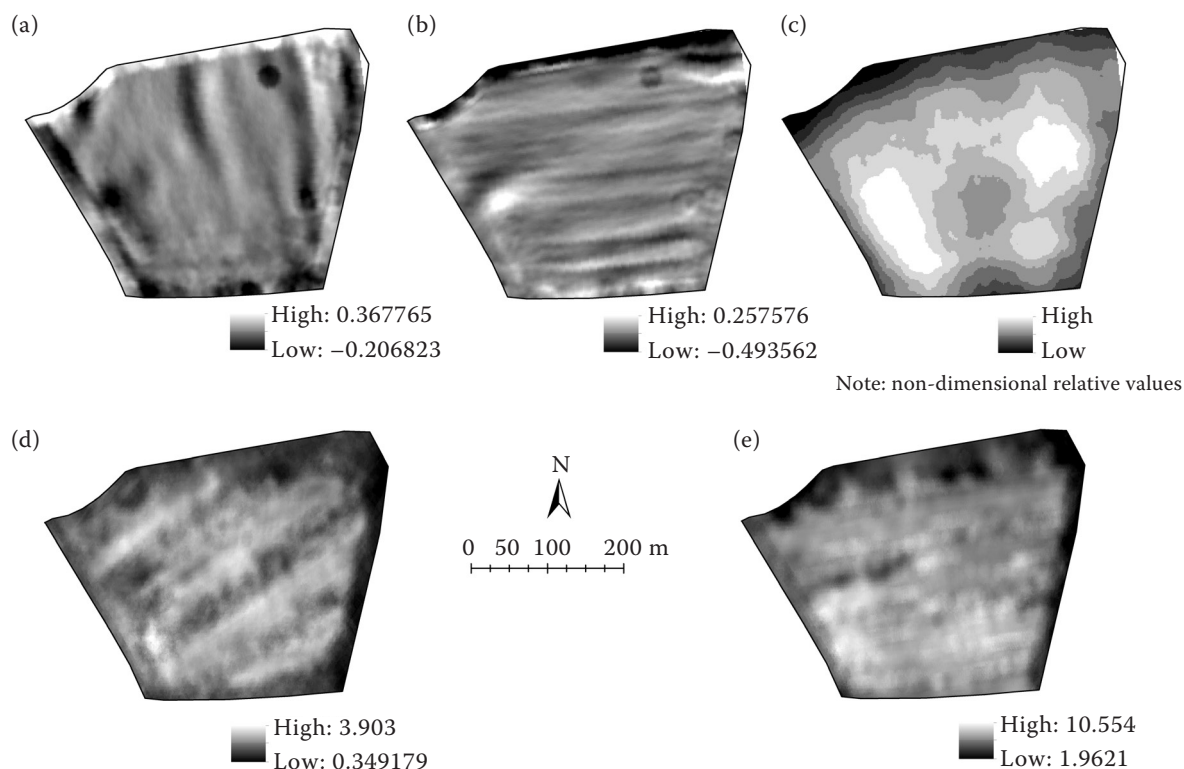 (a)
(b)
(c)
High: 0.367765
Low: −0.206823
High: 0.257576
Low: −0.493562
High
Low
Note: non-dimensional relative values
(d)
(e)
N
0 50 100 200 m
High: 3.903
Low: 0.349179
High: 10.554
Low: 1.9621